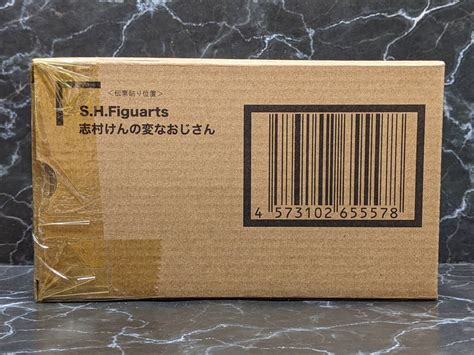 <伝票貼り位置>
S.H.Figuarts
志村けんの変なおじさん
4 573102 655578